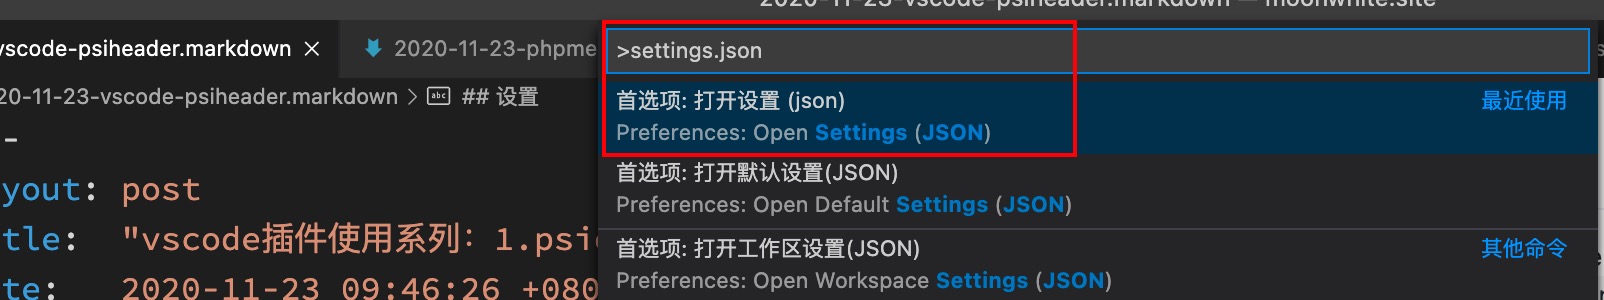 2020-11-23-vscode-psiheader.markdown — moonwhite.site
vscode-psiheader.markdown
2020-11-23-phpme
>settings.json
20-11-23-vscode-psiheader.markdown > ## 设置
首选项: 打开设置 (json)
最近使用
Preferences: Open Settings (JSON)
首选项: 打开默认设置(JSON)
Preferences: Open Default Settings (JSON)
首选项: 打开工作区设置(JSON)
其他命令
Preferences: Open Workspace Settings (JSON)
-
yout: post
tle: "vscode插件使用系列: 1.psi
te: 2020-11-23 09:46:26 +080